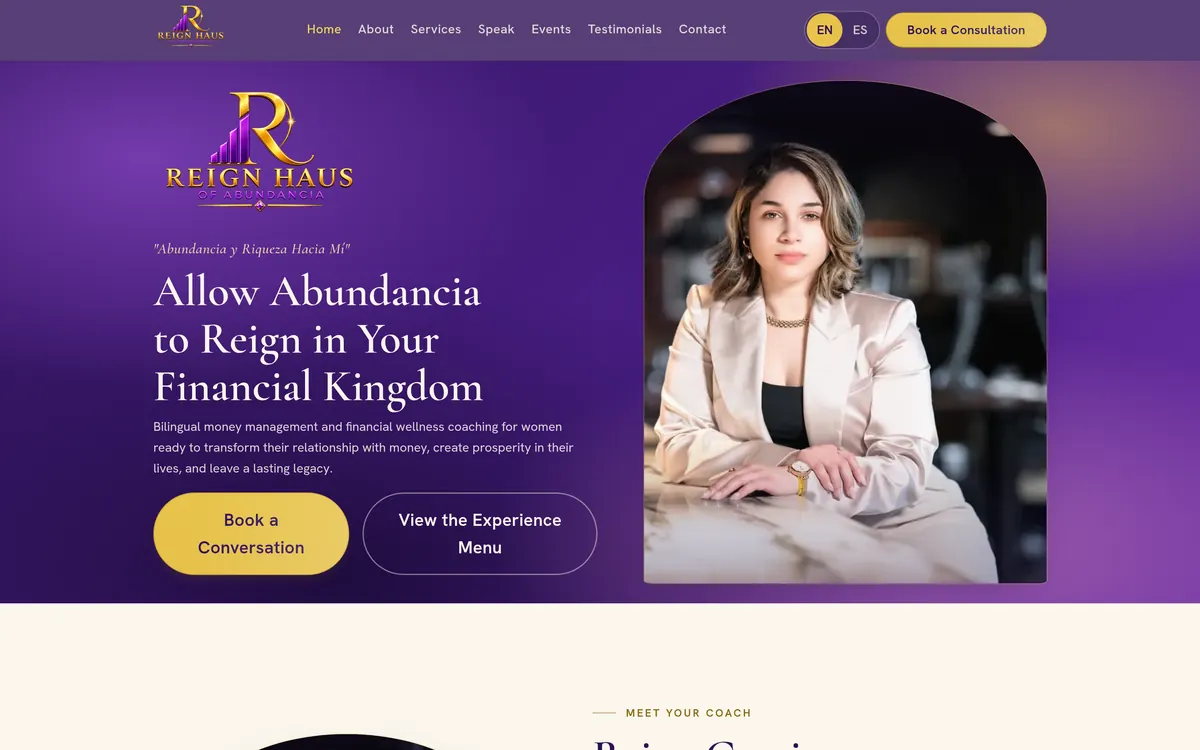 REIGN HAUS
Home About Services Speak Events Testimonials Contact
EN ES
Book a Consultation
REIGN HAUS
OF ABUNDANCIA
"Abundancia y Riqueza Hacia Mí"
Allow Abundancia
to Reign in Your
Financial Kingdom
Bilingual money management and financial wellness coaching for women
ready to transform their relationship with money, create prosperity in their
lives, and leave a lasting legacy.
Book a
Conversation
View the Experience
Menu
MEET YOUR COACH